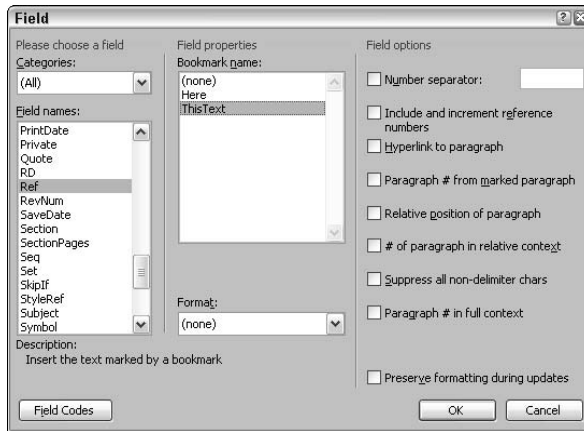 Field
Please choose a field
Categories:
(All)
Field names:
PrintDate
Private
Quote
RD
Ref
RevNum
SaveDate
Section
SectionPages
Seq
Set
SkipIf
StyleRef
Subject
Symbol
Description:
Insert the text marked by a bookmark
Field Codes
Field properties
Bookmark name:
(none)
Here
ThisText
Format:
(none)
Field options
Number separator:
Include and increment reference
numbers
Hyperlink to paragraph
Paragraph # from marked paragraph
Relative position of paragraph
# of paragraph in relative context
Suppress all non-delimiter chars
Paragraph # in full context
Preserve formatting during updates
OK
Cancel